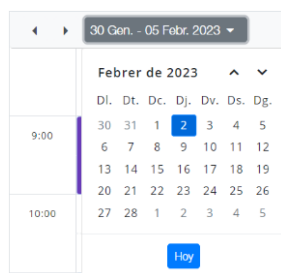 30 Gen. - 05 Febr. 2023
Febrer de 2023
Dl. Dt. Dc. Dj. Dv. Ds. Dg.
30 31 1 2 3 4 5
9:00
6 7 8 9 10 11 12
13 14 15 16 17 18 19
20 21 22 23 24 25 26
10:00
27 28 1 2 3 4 5
Hoy